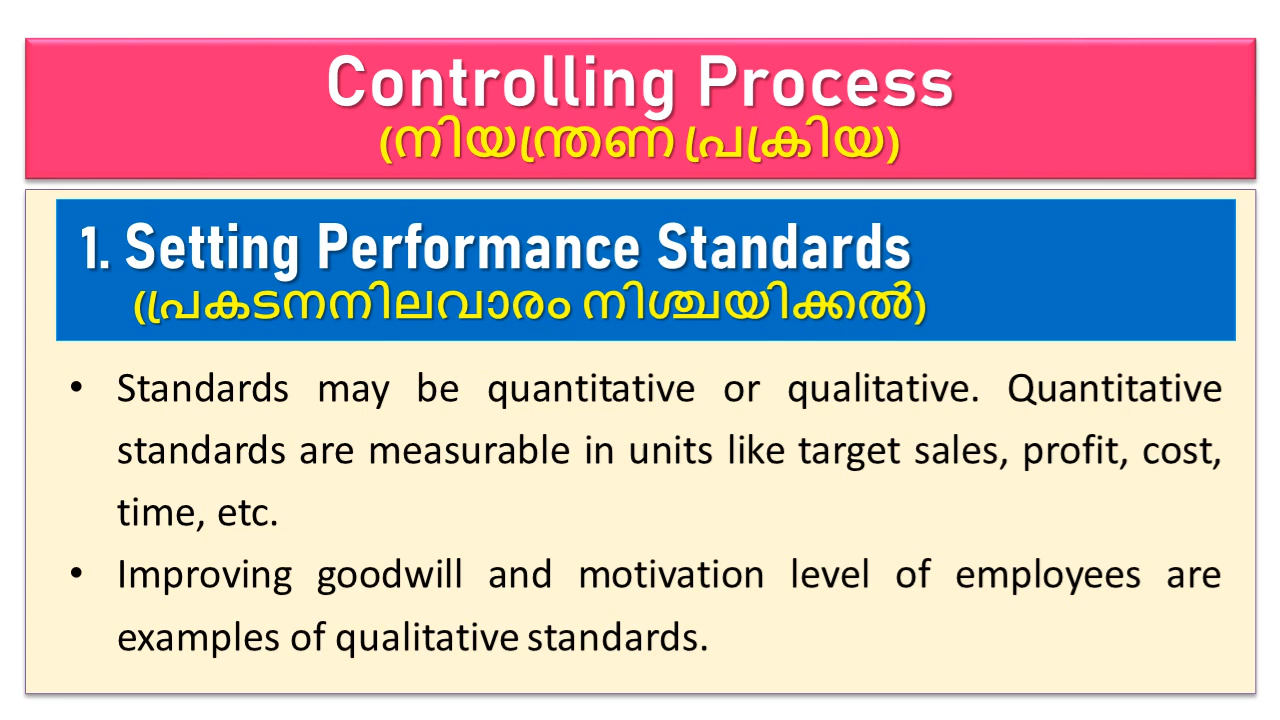 Controlling Process
(നിയന്ത്രണ പ്രക്രിയ)
1. Setting Performance Standards
(പ്രകടനനിലവാരം നിശ്ചയിക്കൽ)
• Standards may be quantitative or qualitative. Quantitative
standards are measurable in units like target sales, profit, cost,
time, etc.
• Improving goodwill and motivation level of employees are
examples of qualitative standards.